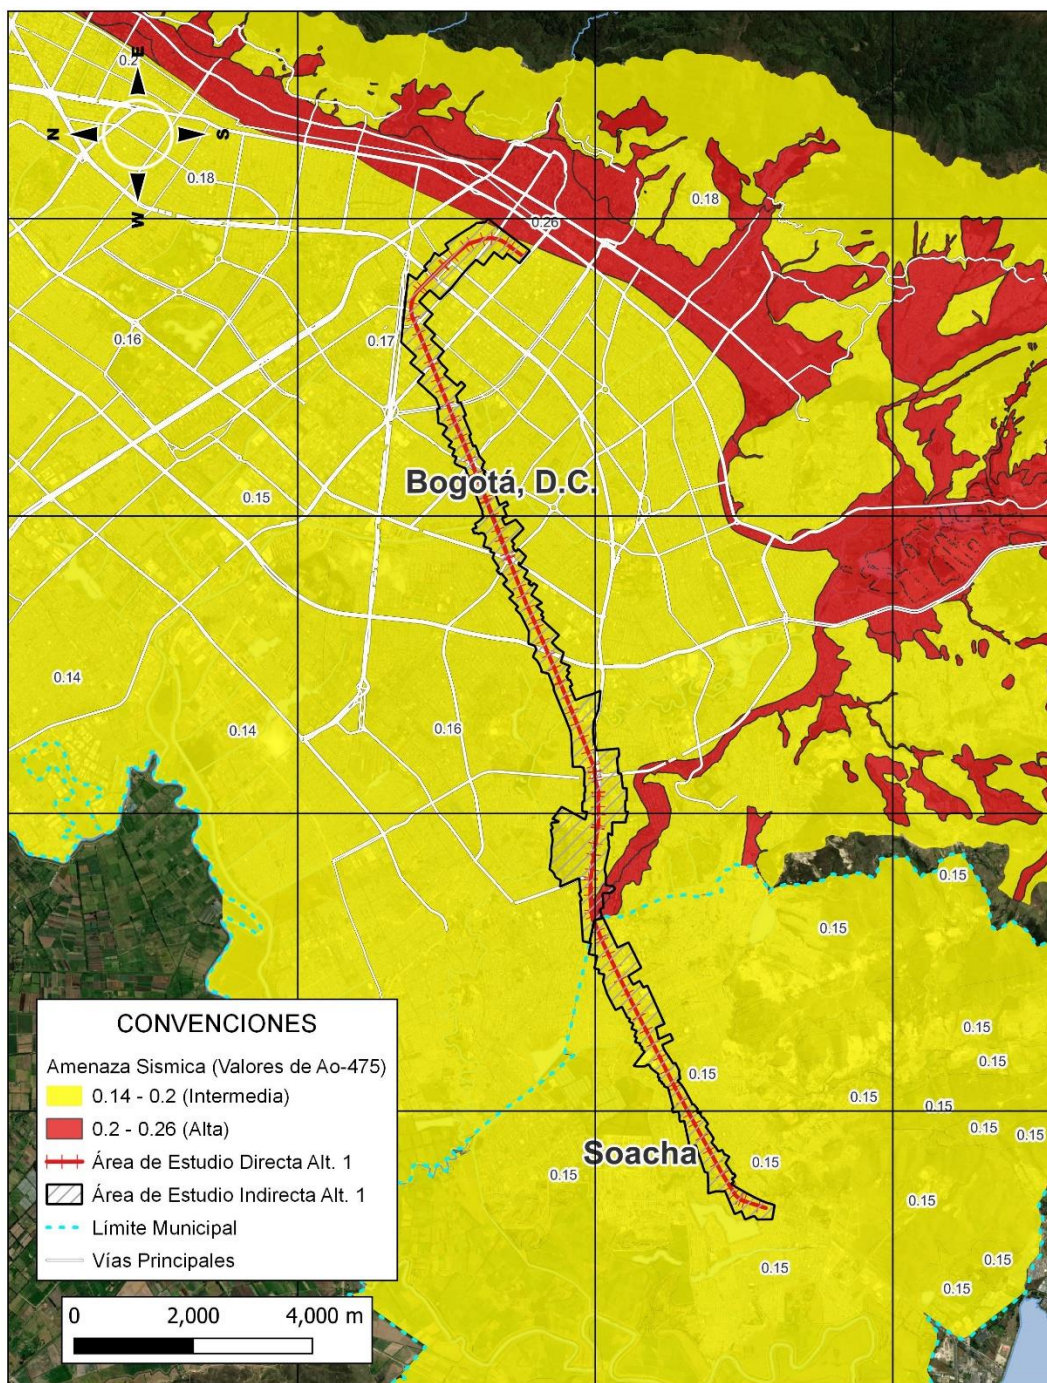 E
0.2
N
S
0.18
W
0.18
0.26
0.16
0.17
Bogotá, D.C.
0.15
0.14
0.14
0.16
0.15
0.15
0.15
0.15
CONVENCIONES
Amenaza Sismica (Valores de Ao-475)
0.14 - 0.2 (Intermedia)
0.2 - 0.26 (Alta)
Área de Estudio Directa Alt. 1
Área de Estudio Indirecta Alt. 1
Límite Municipal
Vías Principales
0.15
0.15
0.15
0.15
0.15
Soacha
0.15
0.15
0.15
0.15
0.15
0.15
0 2,000 4,000 m